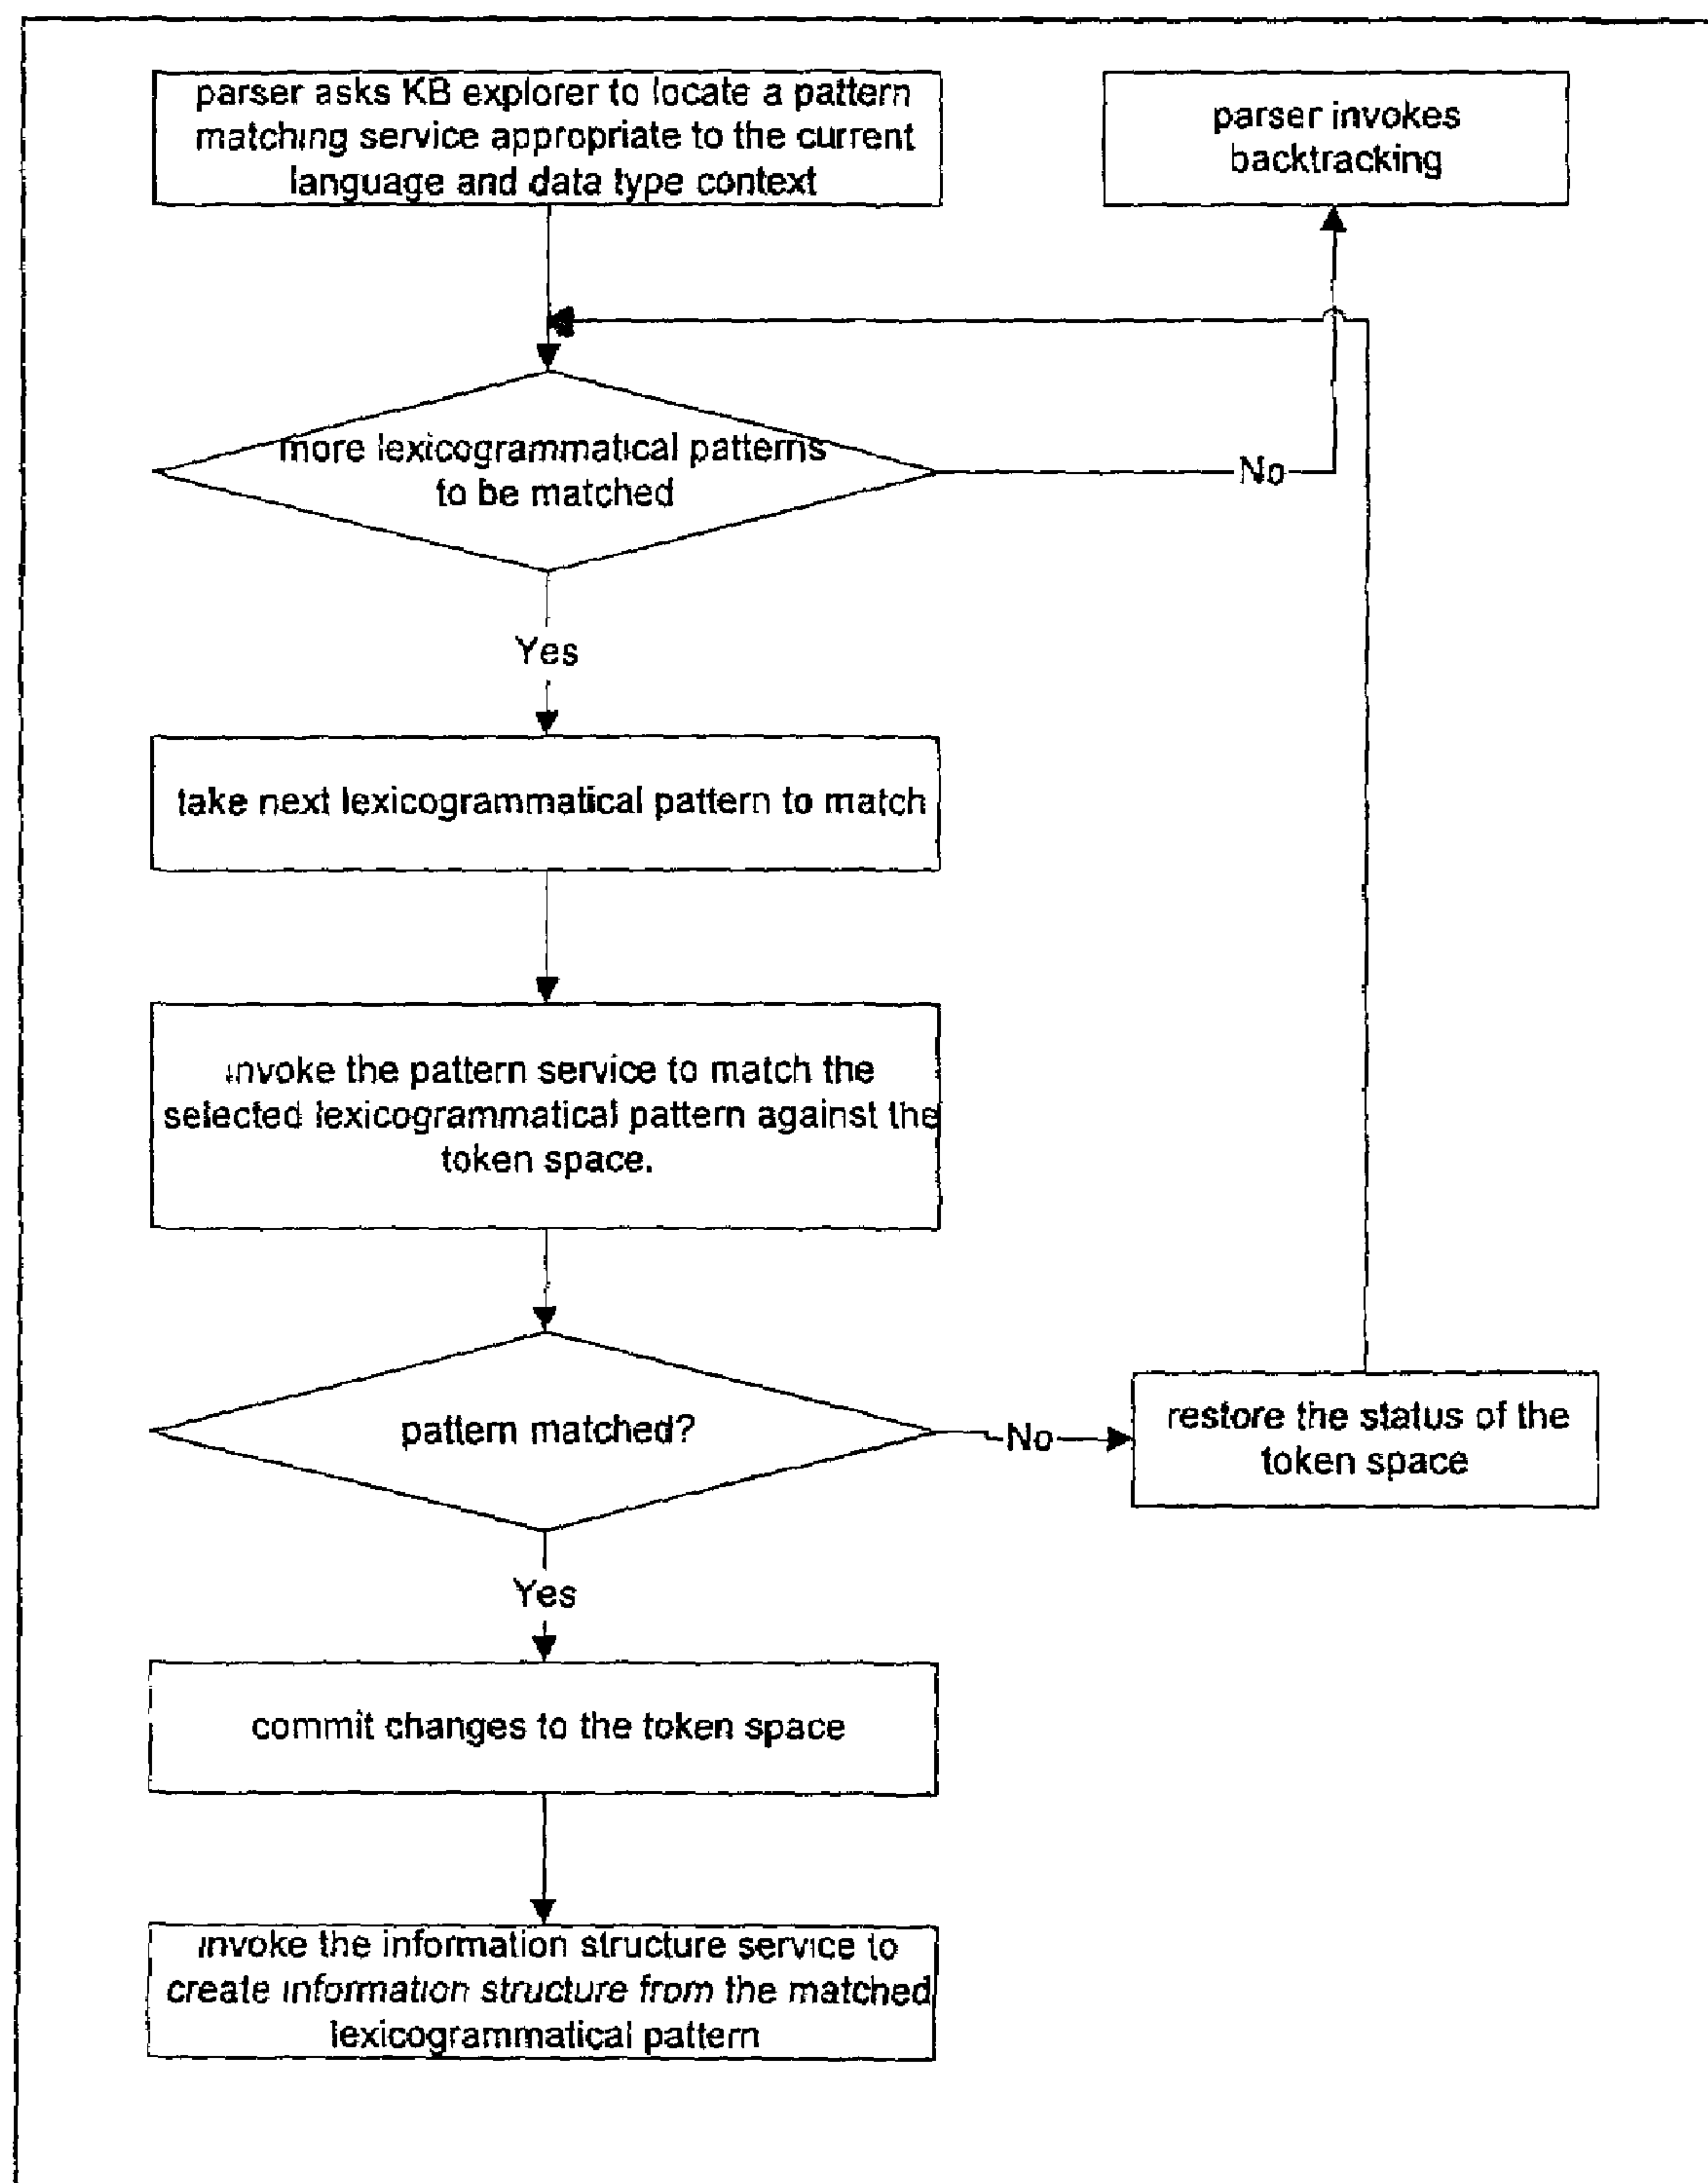 parser asks KB explorer to locate a pattern
matching service appropriate to the current
language and data type context
parser invokes
backtracking
more lexicogrammatical patterns
to be matched
No
Yes
take next lexicogrammatical pattern to match
invoke the pattern service to match the
selected lexicogrammatical pattern against the
token space.
pattern matched?
No
restore the status of the
token space
Yes
commit changes to the token space
invoke the information structure service to
create information structure from the matched
lexicogrammatical pattern